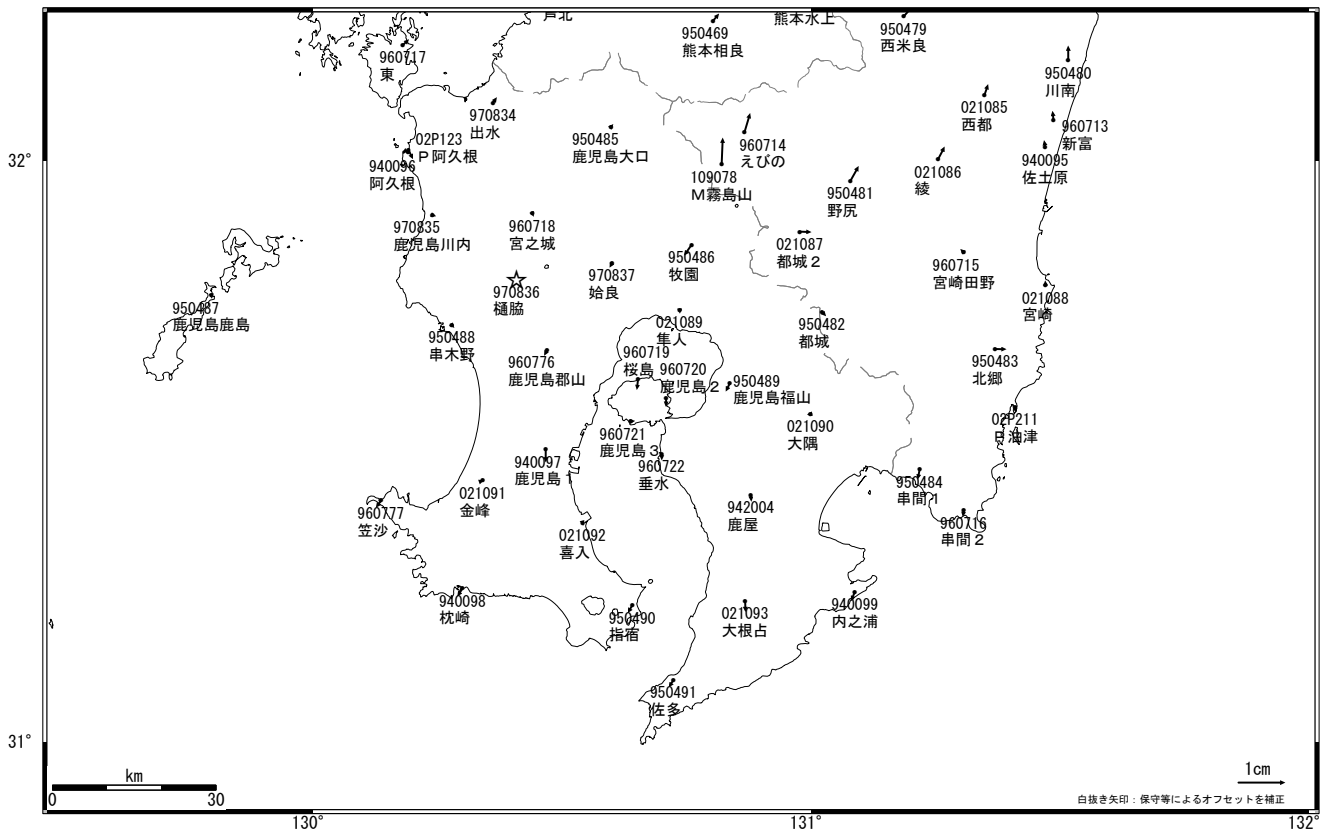 芦北
熊本水上
950469
熊本相良
950479
西米良
960717
東
950480
川南
970834
出水
021085
西都
02P123
P阿久根
950485
鹿児島大口
960714
えびの
960713
新富
940096
阿久根
109078
M霧島山
021086
綾
940095
佐土原
950481
野尻
970835
鹿児島川内
960718
宮之城
021087
都城2
950486
牧園
960715
宮崎田野
970837
姶良
970836
樋脇
021088
宮崎
950487
鹿児島鹿島
021089
隼人
950482
都城
950488
串木野
960776
鹿児島郡山
960719
桜島
960720
鹿児島2
950483
北郷
950489
鹿児島福山
021090
大隅
02P211
P油津
960721
鹿児島3
940097
鹿児島1
960722
垂水
950484
串間1
021091
金峰
942004
鹿屋
960777
笠沙
960716
串間2
021092
喜入
940098
枕崎
950490
指宿
021093
大根占
940099
内之浦
950491
佐多
32°
31°
km
0 30
1cm
白抜き矢印:保守等によるオフセットを補正
130° 131° 132°